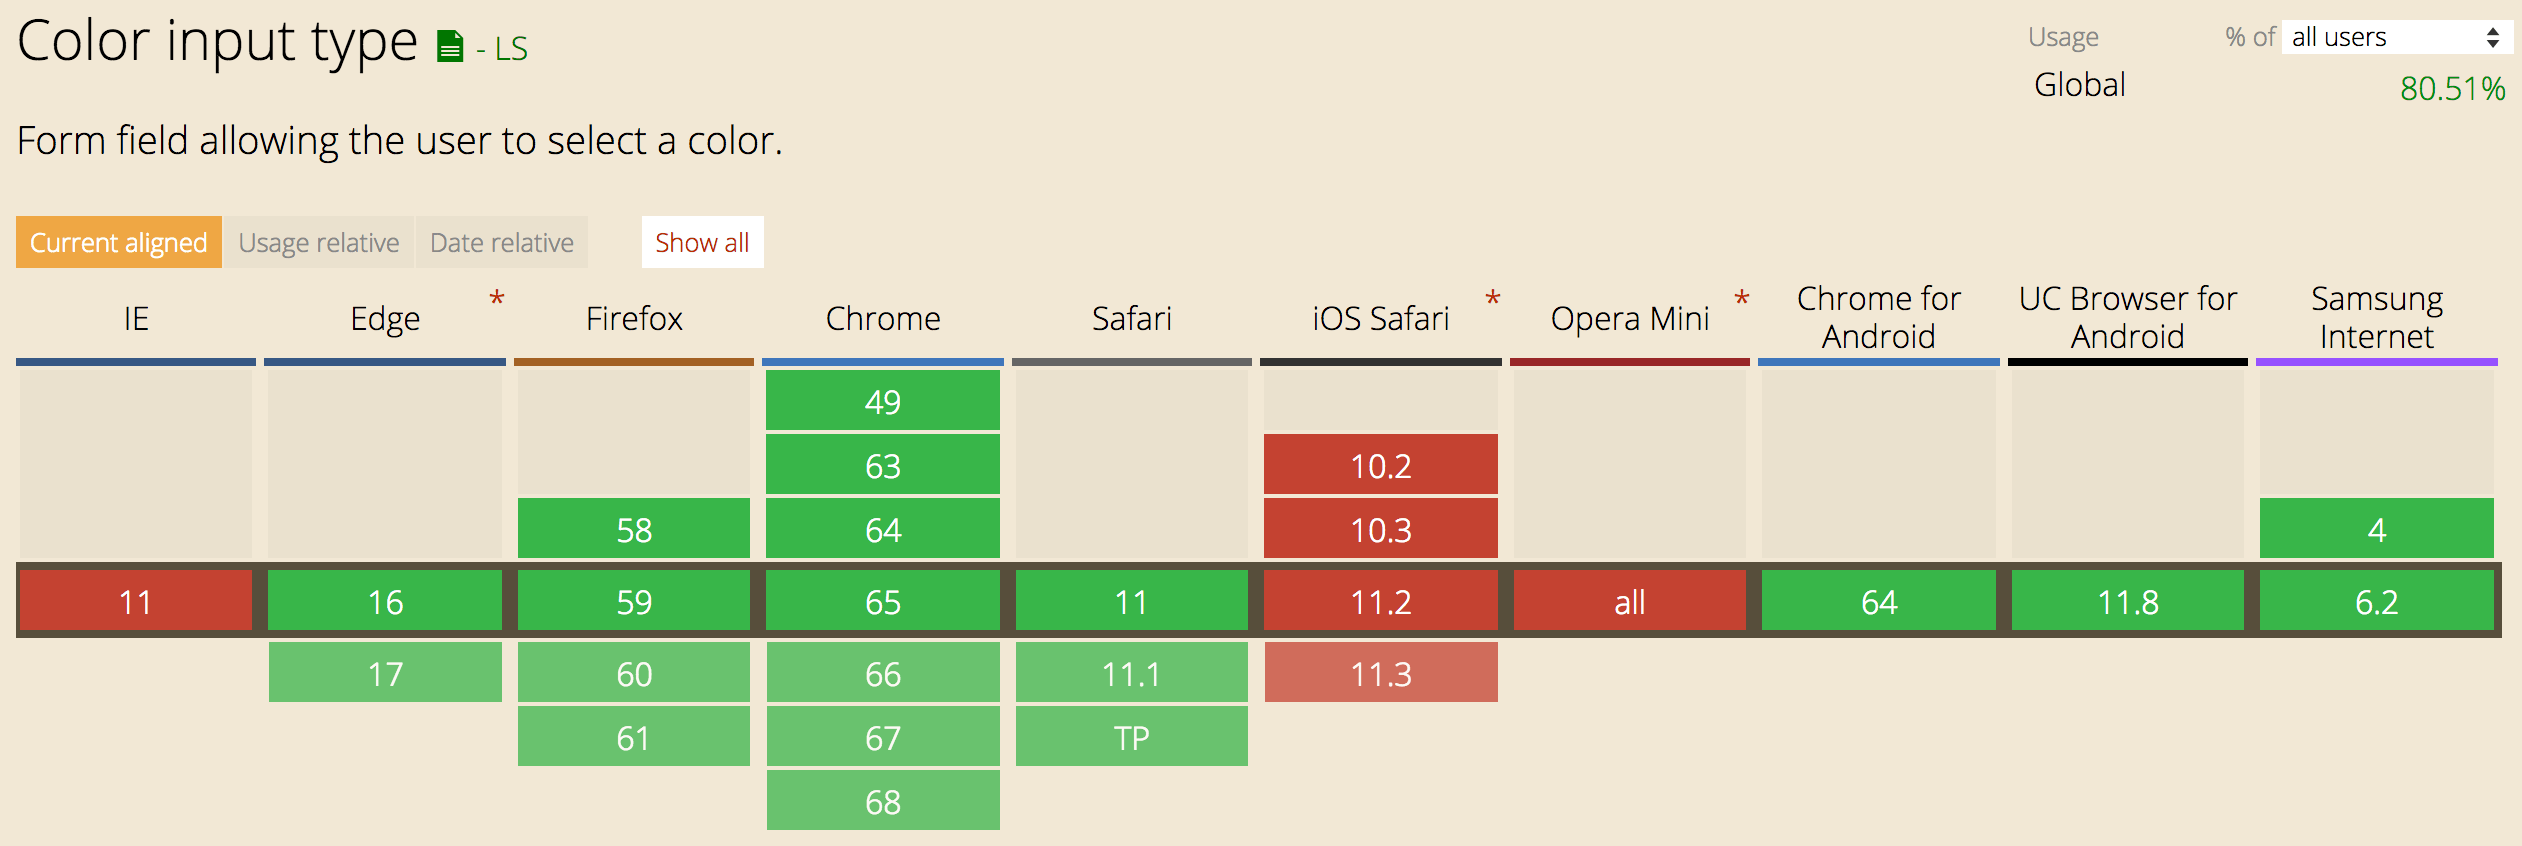 Color input type - LS
Usage % of all users
Global 80.51%
Form field allowing the user to select a color.
Current aligned Usage relative Date relative Show all
IE Edge * Firefox Chrome Safari iOS Safari * Opera Mini * Chrome for Android UC Browser for Android Samsung Internet
49
63 10.2
58 64 10.3 4
11 16 59 65 11 11.2 all 64 11.8 6.2
17 60 66 11.1 11.3
61 67 TP
68